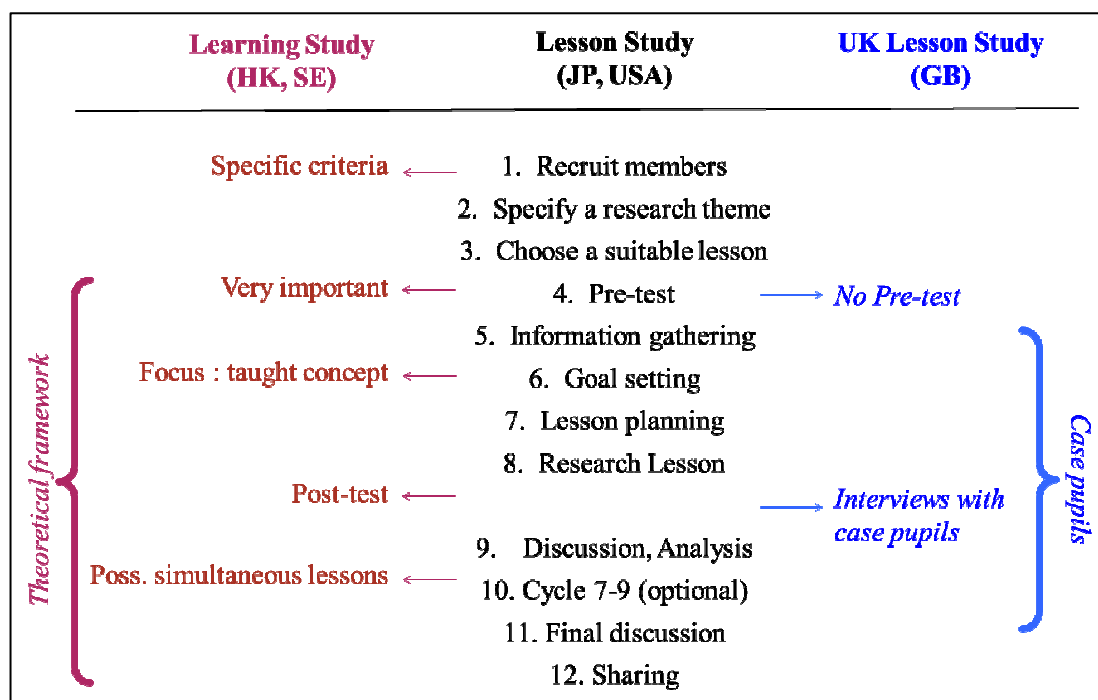 Learning Study
(HK, SE)
Lesson Study
(JP, USA)
UK Lesson Study
(GB)
Specific criteria
1. Recruit members
2. Specify a research theme
3. Choose a suitable lesson
Very important
4. Pre-test
No Pre-test
5. Information gathering
Focus : taught concept
6. Goal setting
7. Lesson planning
8. Research Lesson
Post-test
Interviews with
case pupils
9. Discussion, Analysis
Poss. simultaneous lessons
10. Cycle 7-9 (optional)
11. Final discussion
12. Sharing
Theoretical framework
Case pupils